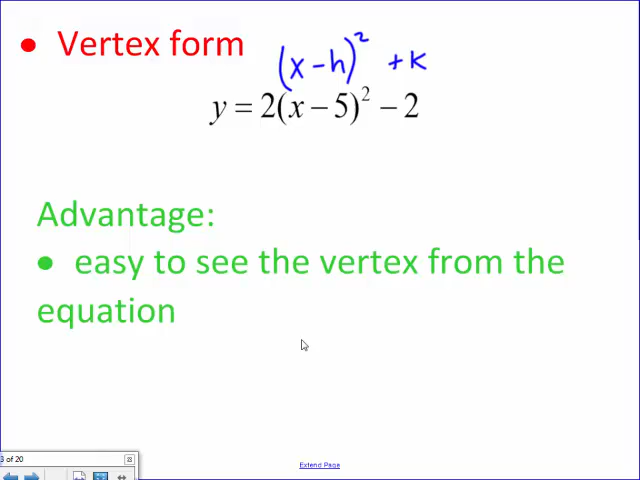 • Vertex form
(x-h)² + k
y = 2(x − 5)² − 2
Advantage:
• easy to see the vertex from the
equation
3 of 20
Extend Page